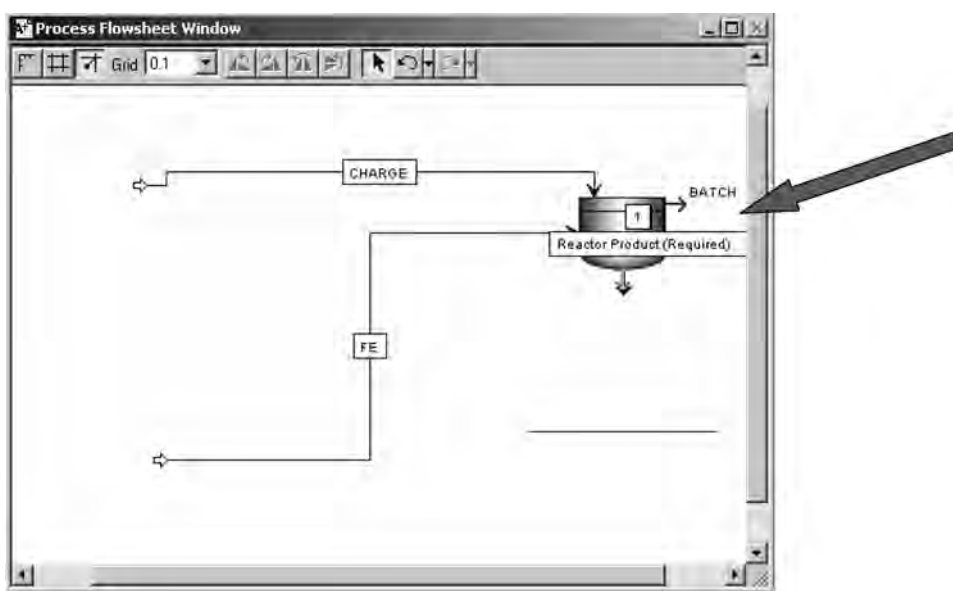 Process Flowsheet Window
Grid 0.1
CHARGE
BATCH
1
Reactor Product (Required)
FE